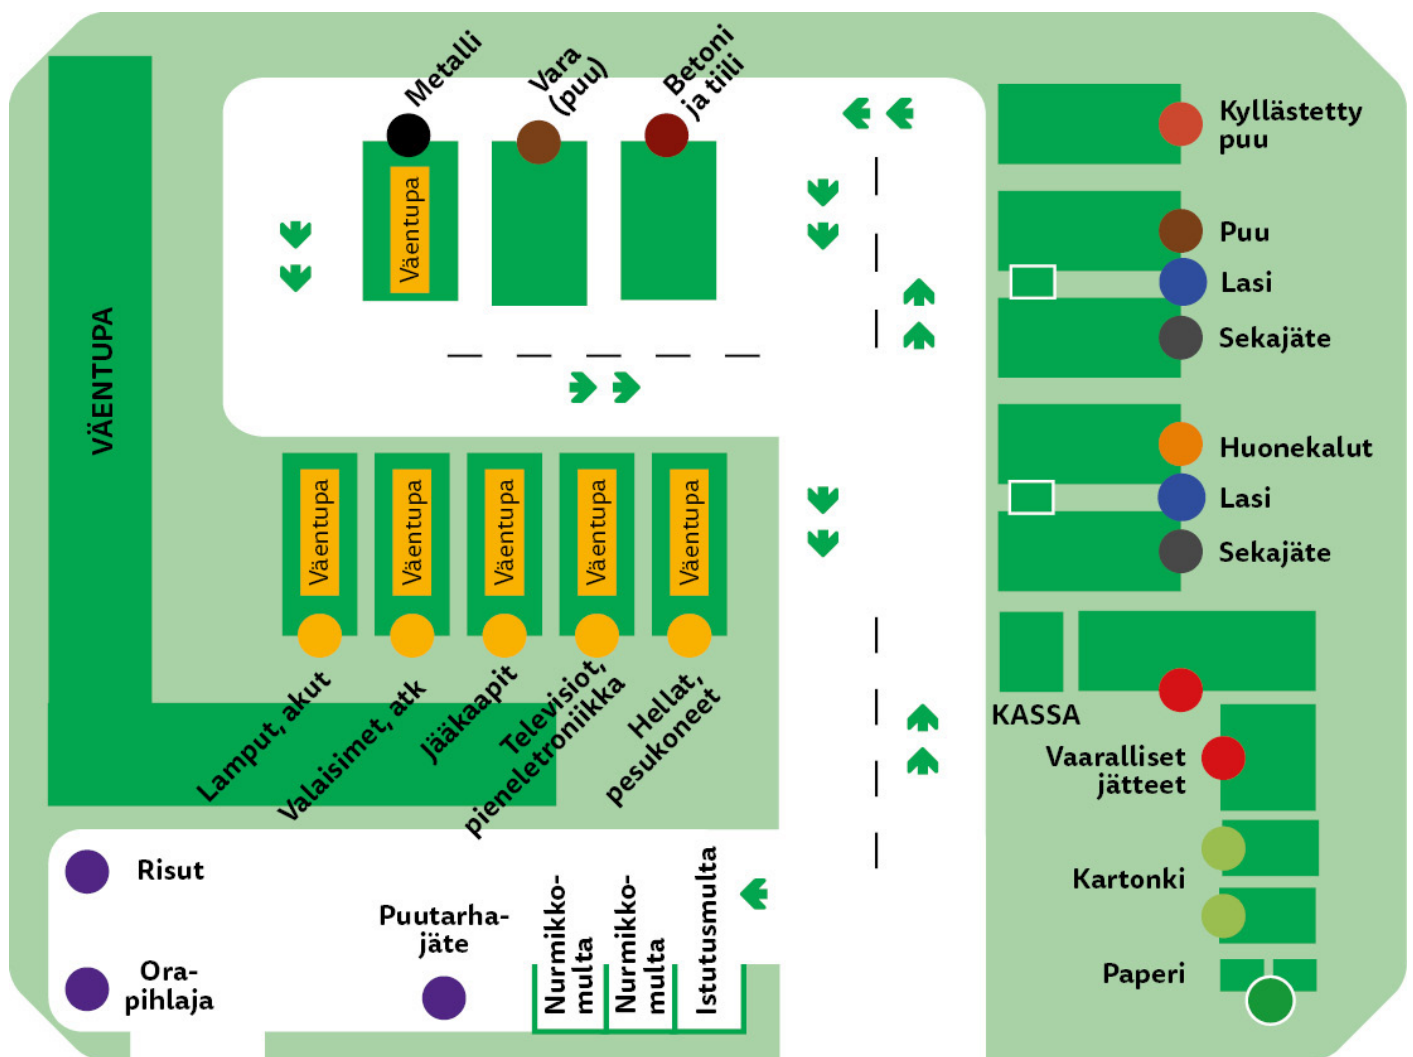 Metalli
Vara
(puu)
Betoni
ja tiili
Väentupa
VÄENTUPA
Kyllästetty
puu
Puu
Lasi
Sekajäte
Huonekalut
Lasi
Sekajäte
Väentupa
Väentupa
Väentupa
Väentupa
Väentupa
Lamput, akut
Valaisimet, atk
Jääkaapit
Televisiot,
pieneletroniikka
Hellat,
pesukoneet
KASSA
Vaaralliset
jätteet
Kartonki
Paperi
Risut
Ora-
pihlaja
Puutarha-
jäte
Nurmikko-
multa
Nurmikko-
multa
Istutusmulta